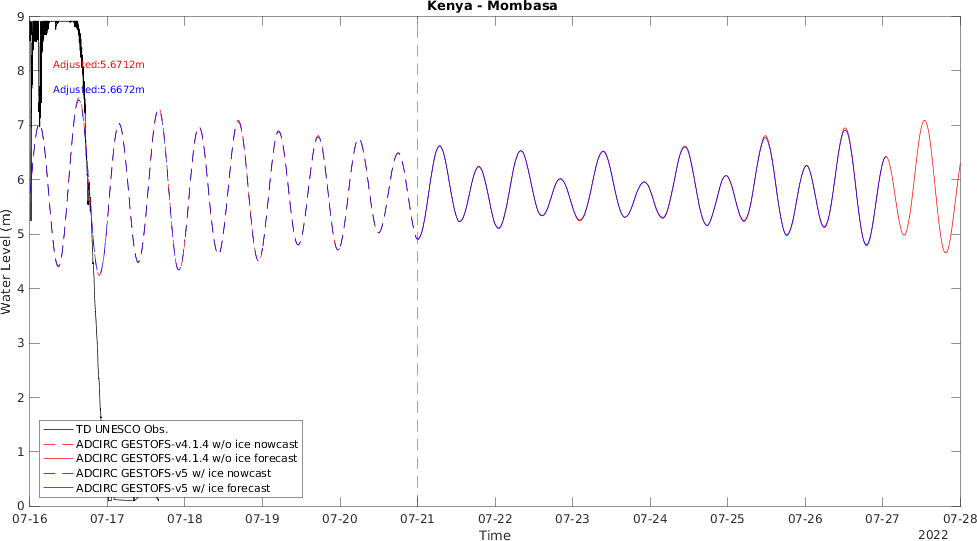 Kenya - Mombasa
9
8
7
6
5
4
3
2
1
0
Water Level (m)
Adjusted:5.6712m
Adjusted:5.6672m
TD UNESCO Obs.
ADCIRC GESTOFS-v4.1.4 w/o ice nowcast
ADCIRC GESTOFS-v4.1.4 w/o ice forecast
ADCIRC GESTOFS-v5 w/ ice nowcast
ADCIRC GESTOFS-v5 w/ ice forecast
07-16 07-17 07-18 07-19 07-20 07-21 07-22 07-23 07-24 07-25 07-26 07-27 07-28
Time
2022